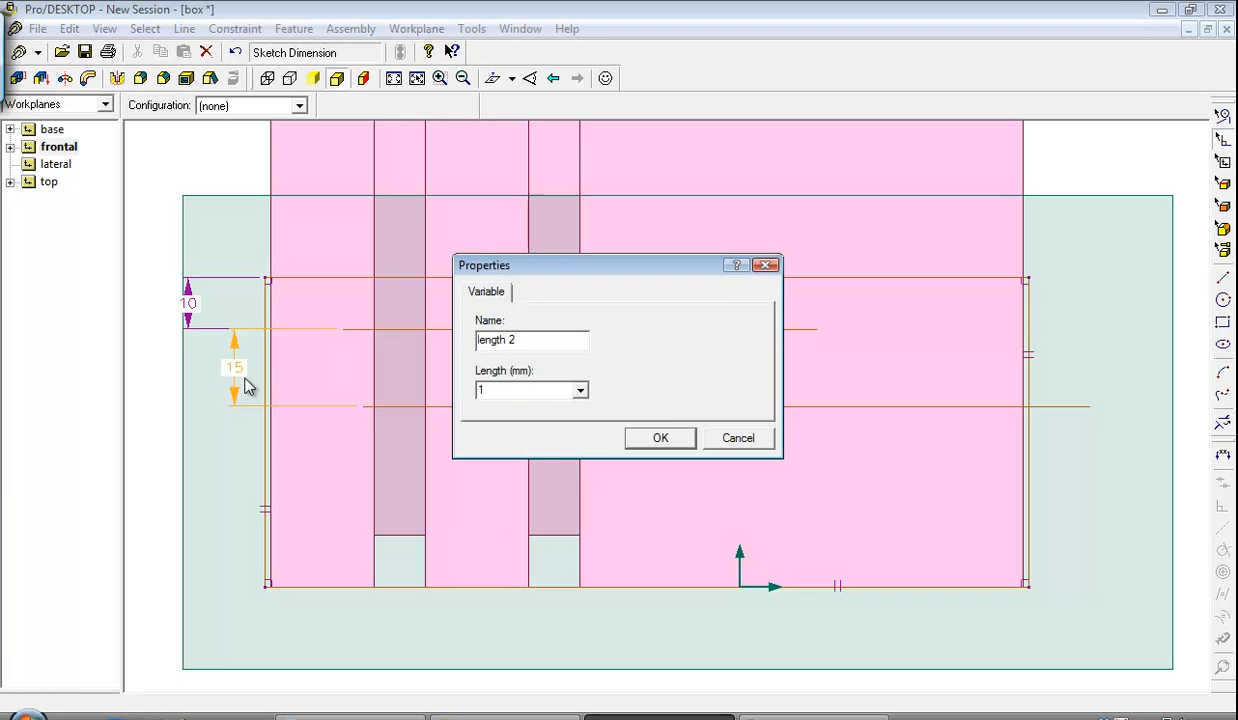 Pro/DESKTOP - New Session - [box *]
File Edit View Select Line Constraint Feature Assembly Workplane Tools Window Help
Sketch Dimension
Workplanes Configuration: (none)
base
frontal
lateral
top
Properties
Variable
Name:
length 2
Length (mm):
1
OK Cancel
10
15